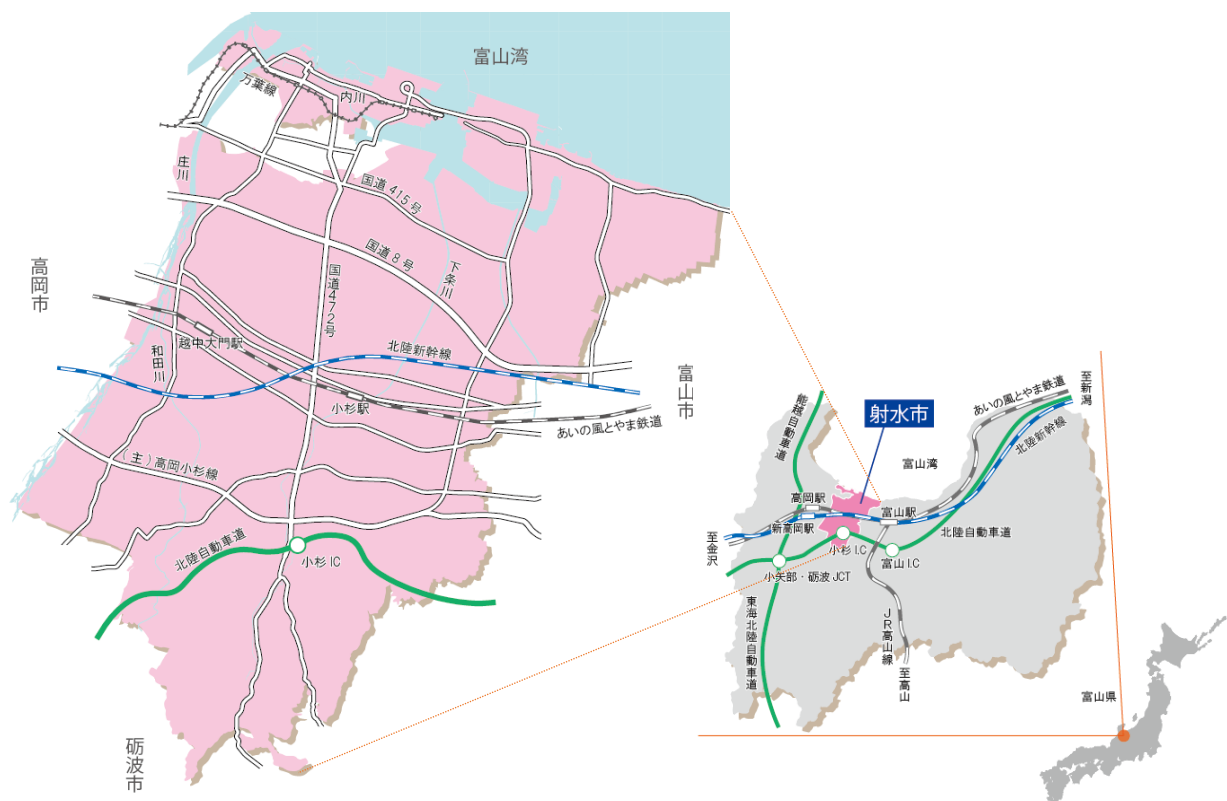 富山湾
万葉線
内川
庄川
国道415号
国道8号
下条川
国道472号
高岡市
越中大門駅
和田川
北陸新幹線
富山市
小杉駅
あいの風とやま鉄道
(主)高岡小杉線
北陸自動車道
小杉IC
砺波市
至新潟
あいの風とやま鉄道
能越自動車道
射水市
北陸新幹線
富山湾
高岡駅
富山駅
新高岡駅
北陸自動車道
至金沢
小杉I.C
富山I.C
小矢部・砺波JCT
東海北陸自動車道
JR高山線
至高山
富山県